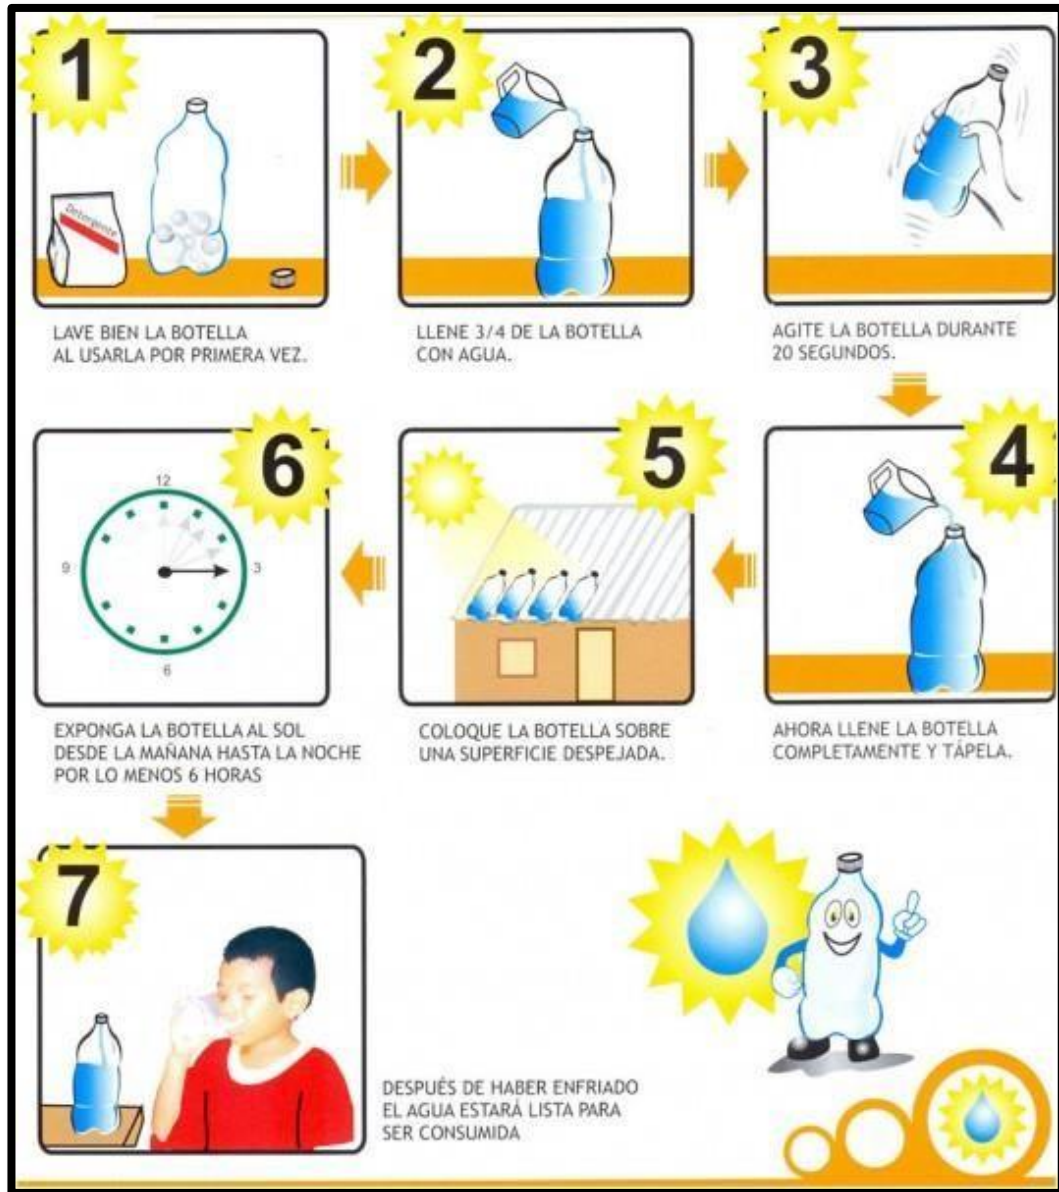 1
LAVE BIEN LA BOTELLA
AL USARLA POR PRIMERA VEZ.
Detergente
2
LLENE 3/4 DE LA BOTELLA
CON AGUA.
3
AGITE LA BOTELLA DURANTE
20 SEGUNDOS.
4
AHORA LLENE LA BOTELLA
COMPLETAMENTE Y TÁPELA.
5
COLOQUE LA BOTELLA SOBRE
UNA SUPERFICIE DESPEJADA.
6
12
9
3
6
EXPONGA LA BOTELLA AL SOL
DESDE LA MAÑANA HASTA LA NOCHE
POR LO MENOS 6 HORAS
7
DESPUÉS DE HABER ENFRIADO
EL AGUA ESTARÁ LISTA PARA
SER CONSUMIDA